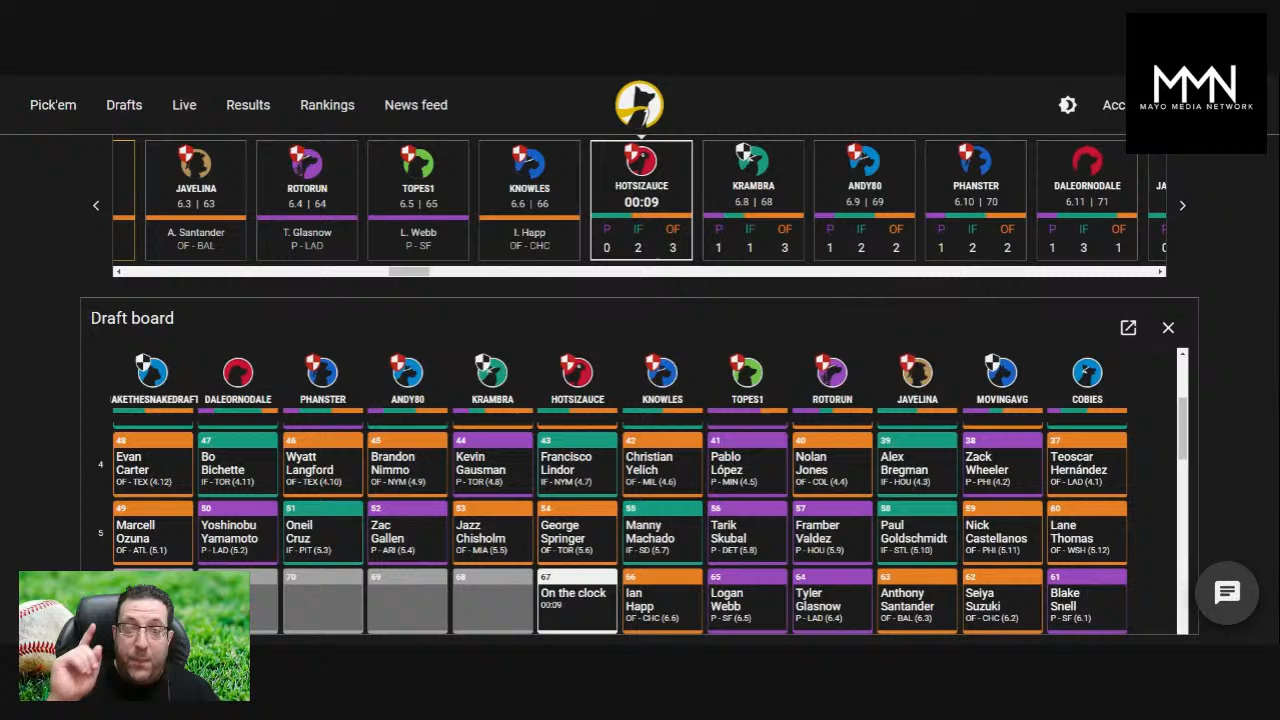 MMN
MAYO MEDIA NETWORK
Pick'em
Drafts
Live
Results
Rankings
News feed
Acc
JAVELINA
6.3 | 63
A. Santander
OF - BAL
ROTORUN
6.4 | 64
T. Glasnow
P - LAD
TOPES1
6.5 | 65
L. Webb
P - SF
KNOWLES
6.6 | 66
I. Happ
OF - CHC
HOTSIZAUCE
00:09
P IF OF
0 2 3
KRAMBRA
6.8 | 68
P IF OF
1 1 3
ANDY80
6.9 | 69
P IF OF
1 2 2
PHANSTER
6.10 | 70
P IF OF
1 2 2
DALEORNODALE
6.11 | 71
P IF OF
1 3 1
JA
Draft board
AKETHESNAKEDRAFT
DALEORNODALE
PHANSTER
ANDY80
KRAMBRA
HOTSIZAUCE
KNOWLES
TOPES1
ROTORUN
JAVELINA
MOVINGAVG
COBIES
4
48
Evan
Carter
OF - TEX (4.12)
47
Bo
Bichette
IF - TOR (4.11)
46
Wyatt
Langford
OF - TEX (4.10)
45
Brandon
Nimmo
OF - NYM (4.9)
44
Kevin
Gausman
P - TOR (4.8)
43
Francisco
Lindor
IF - NYM (4.7)
42
Christian
Yelich
OF - MIL (4.6)
41
Pablo
López
P - MIN (4.5)
40
Nolan
Jones
OF - COL (4.4)
39
Alex
Bregman
IF - HOU (4.3)
38
Zack
Wheeler
P - PHI (4.2)
37
Teoscar
Hernández
OF - LAD (4.1)
5
49
Marcell
Ozuna
OF - ATL (5.1)
50
Yoshinobu
Yamamoto
P - LAD (5.2)
51
Oneil
Cruz
IF - PIT (5.3)
52
Zac
Gallen
P - ARI (5.4)
53
Jazz
Chisholm
OF - MIA (5.5)
54
George
Springer
OF - TOR (5.6)
55
Manny
Machado
IF - SD (5.7)
56
Tarik
Skubal
P - DET (5.8)
57
Framber
Valdez
P - HOU (5.9)
58
Paul
Goldschmidt
IF - STL (5.10)
59
Nick
Castellanos
OF - PHI (5.11)
60
Lane
Thomas
OF - WSH (5.12)
70
69
68
67
On the clock
00:09
66
Ian
Happ
OF - CHC (6.6)
65
Logan
Webb
P - SF (6.5)
64
Tyler
Glasnow
P - LAD (6.4)
63
Anthony
Santander
OF - BAL (6.3)
62
Seiya
Suzuki
OF - CHC (6.2)
61
Blake
Snell
P - SF (6.1)